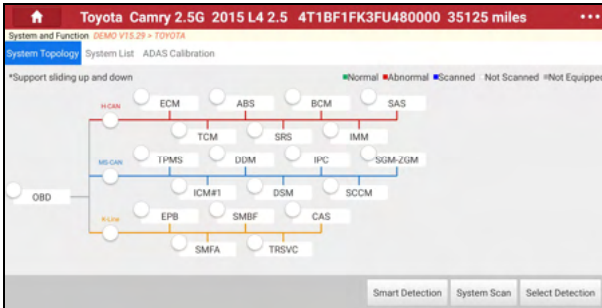 Toyota Camry 2.5G 2015 L4 2.5 4T1BF1FK3FU480000 35125 miles
System and Function DEMO V15.29 > TOYOTA
System Topology System List ADAS Calibration
*Support sliding up and down
Normal Abnormal Scanned Not Scanned Not Equipped
H-CAN
ECM ABS BCM SAS
TCM SRS IMM
MS-CAN
TPMS DDM IPC SGM-ZGM
ICM#1 DSM SCCM
OBD
K-Line
EPB SMBF CAS
SMFA TRSVC
Smart Detection System Scan Select Detection